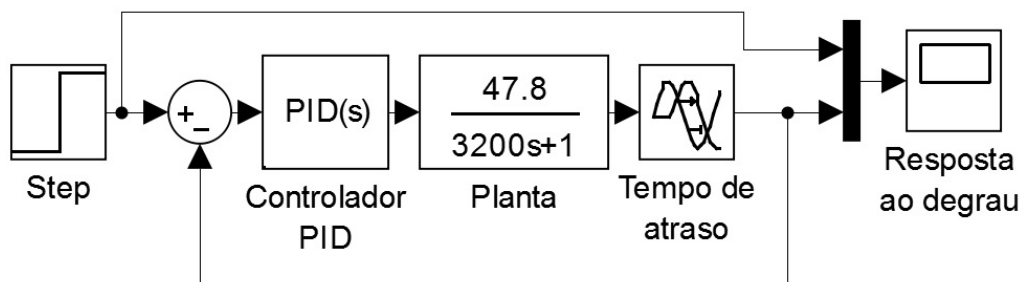 Step
+
−
PID(s)
Controlador
PID
47.8
3200s+1
Planta
Tempo de
atraso
Resposta
ao degrau